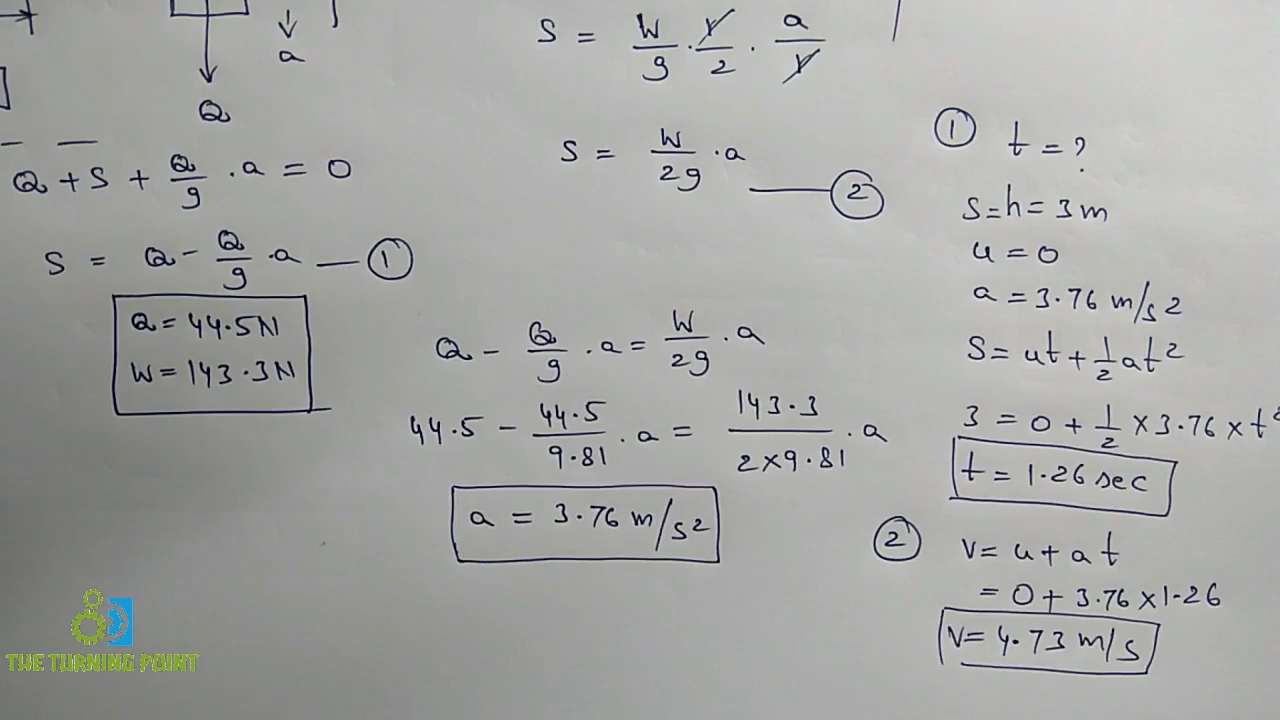 a
Q
Q + S + Q/g . a = 0
S = Q - Q/g . a — ①
Q = 44.5N
W = 143.3N
S = W/g . r/2 . a/r
S = W/2g . a — ②
Q - Q/g . a = W/2g . a
44.5 - 44.5/9.81 . a = 143.3/2×9.81 . a
a = 3.76 m/s2
① t = ?
S=h= 3m
u = 0
a = 3.76 m/s2
S= ut + 1/2 at2
3 = 0 + 1/2 × 3.76 × t2
t = 1.26 sec
② V= u + a t
= 0 + 3.76 × 1.26
V= 4.73 m/s
THE TURNING POINT